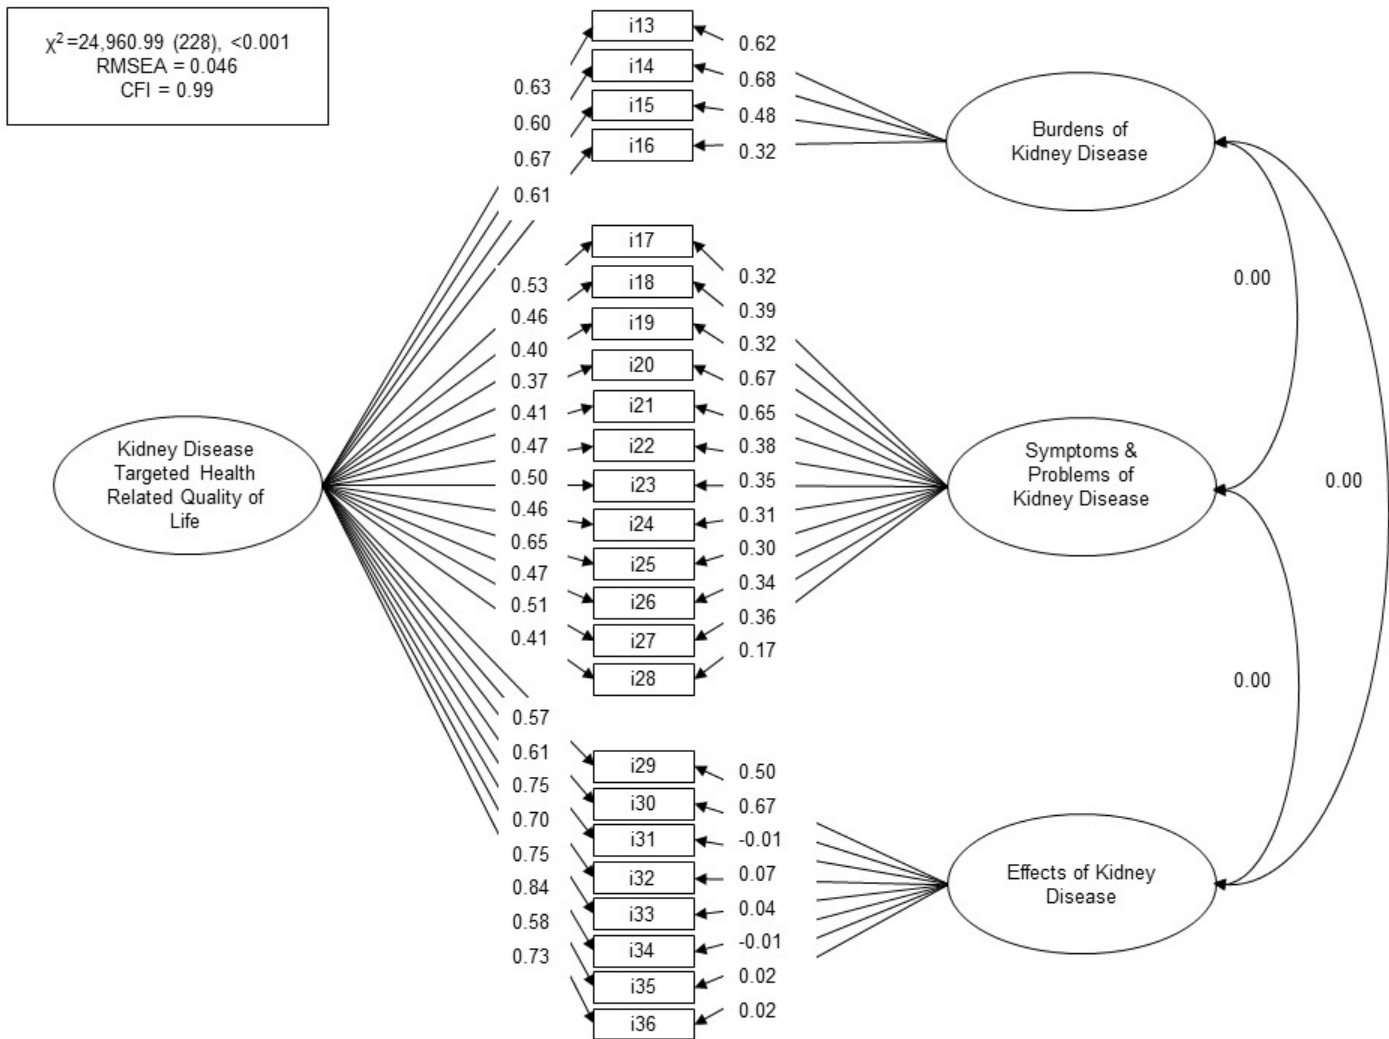 χ²=24,960.99 (228), <0.001
RMSEA = 0.046
CFI = 0.99
i13
i14
i15
i16
0.63
0.60
0.67
0.61
0.62
0.68
0.48
0.32
Burdens of
Kidney Disease
i17
i18
i19
i20
i21
i22
i23
i24
i25
i26
i27
i28
0.53
0.46
0.40
0.37
0.41
0.47
0.50
0.46
0.65
0.47
0.51
0.41
0.32
0.39
0.32
0.67
0.65
0.38
0.35
0.31
0.30
0.34
0.36
0.17
Kidney Disease
Targeted Health
Related Quality of
Life
Symptoms &
Problems of
Kidney Disease
0.00
0.00
0.00
0.57
0.61
0.75
0.70
0.75
0.84
0.58
0.73
i29
i30
i31
i32
i33
i34
i35
i36
0.50
0.67
-0.01
0.07
0.04
-0.01
0.02
0.02
Effects of Kidney
Disease